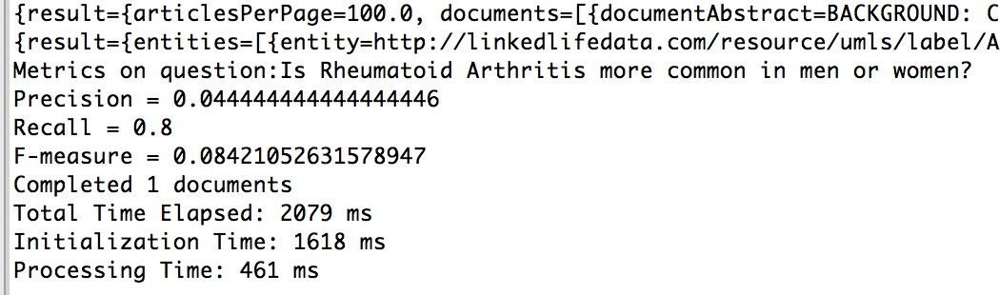 {result={articlesPerPage=100.0, documents=[{documentAbstract=BACKGROUND: C
{result={entities=[{entity=http://linkedlifedata.com/resource/umls/label/A
Metrics on question:Is Rheumatoid Arthritis more common in men or women?
Precision = 0.044444444444444446
Recall = 0.8
F-measure = 0.08421052631578947
Completed 1 documents
Total Time Elapsed: 2079 ms
Initialization Time: 1618 ms
Processing Time: 461 ms